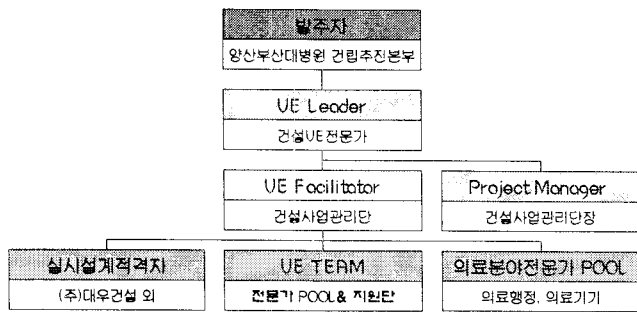 발주자
양산부산대병원 건립추진본부
VE Leader
건설VE전문가
VE Facilitator
건설사업관리단
Project Manager
건설사업관리단장
실시설계적격자
(주)대우건설 외
VE TEAM
전문가 POOL & 지원단
의료분야전문가 POOL
의료행정, 의료기기